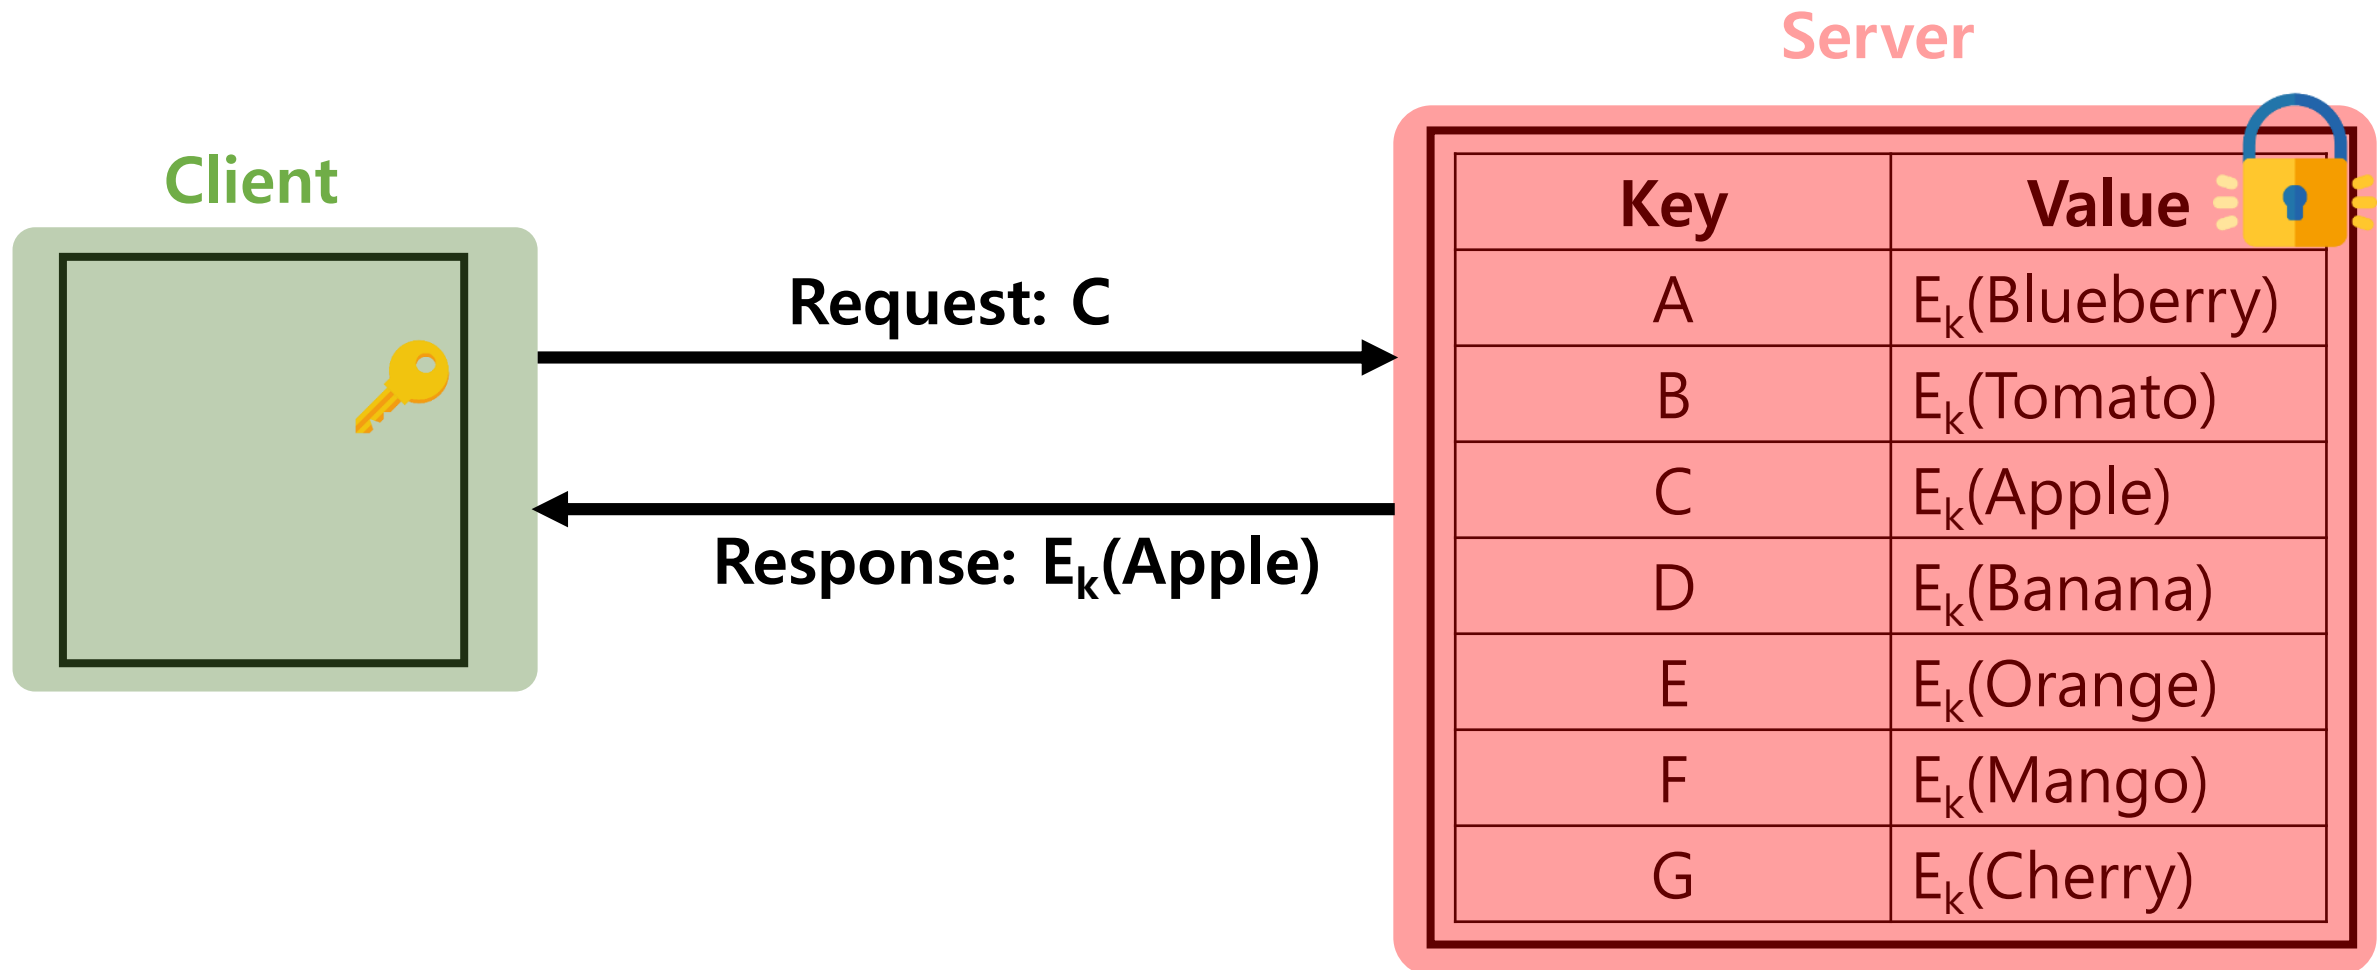 Server
Client
Request: C
Response: Eₖ(Apple)
Key Value
A Eₖ(Blueberry)
B Eₖ(Tomato)
C Eₖ(Apple)
D Eₖ(Banana)
E Eₖ(Orange)
F Eₖ(Mango)
G Eₖ(Cherry)